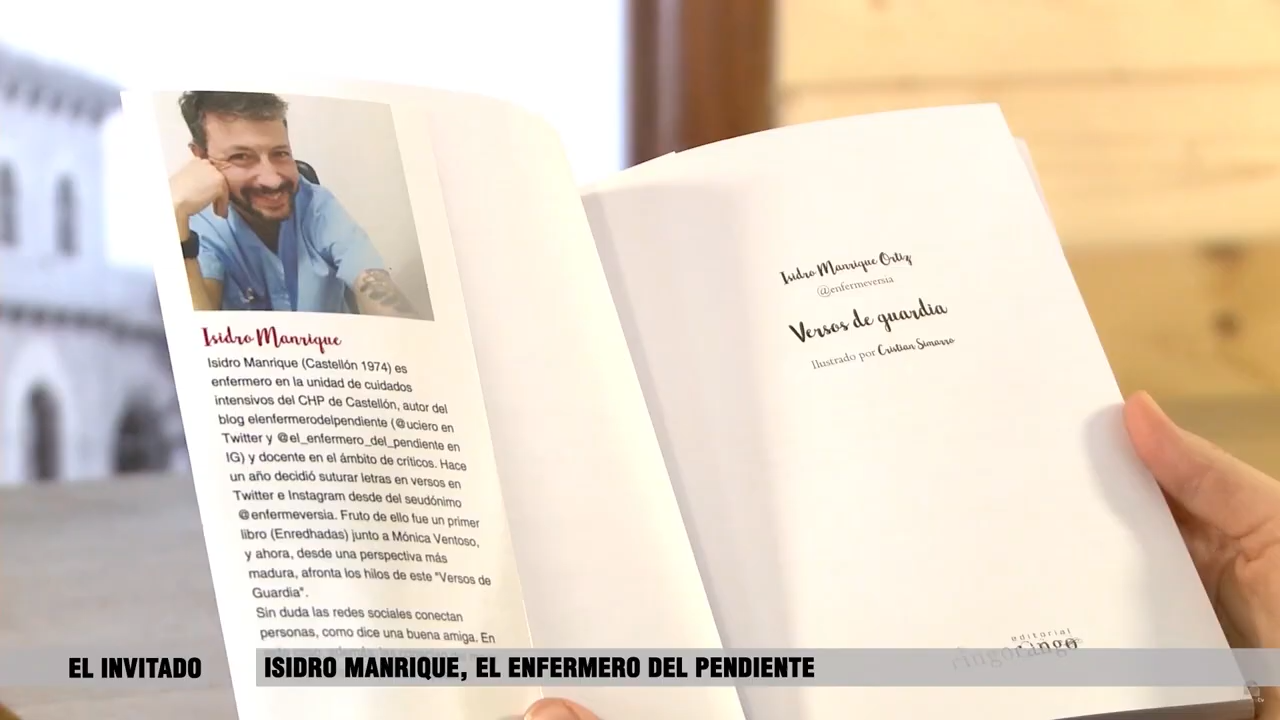 Isidro Manrique
Isidro Manrique (Castellón 1974) es
enfermero en la unidad de cuidados
intensivos del CHP de Castellón, autor del
blog elenfermerodelpendiente (@uciero en
Twitter y @el_enfermero_del_pendiente en
IG) y docente en el ámbito de críticos. Hace
un año decidió suturar letras en versos en
Twitter e Instagram desde del seudónimo
@enfermeversia. Fruto de ello fue un primer
libro (Enredhadas) junto a Mónica Ventoso,
y ahora, desde una perspectiva más
madura, afronta los hilos de este "Versos de
Guardia".
Sin duda las redes sociales conectan
personas, como dice una buena amiga. En
Isidro Manrique Ortiz
@enfermeversia
Versos de guardia
Ilustrado por Cristian Simarro
editorial
ringorango
EL INVITADO
ISIDRO MANRIQUE, EL ENFERMERO DEL PENDIENTE